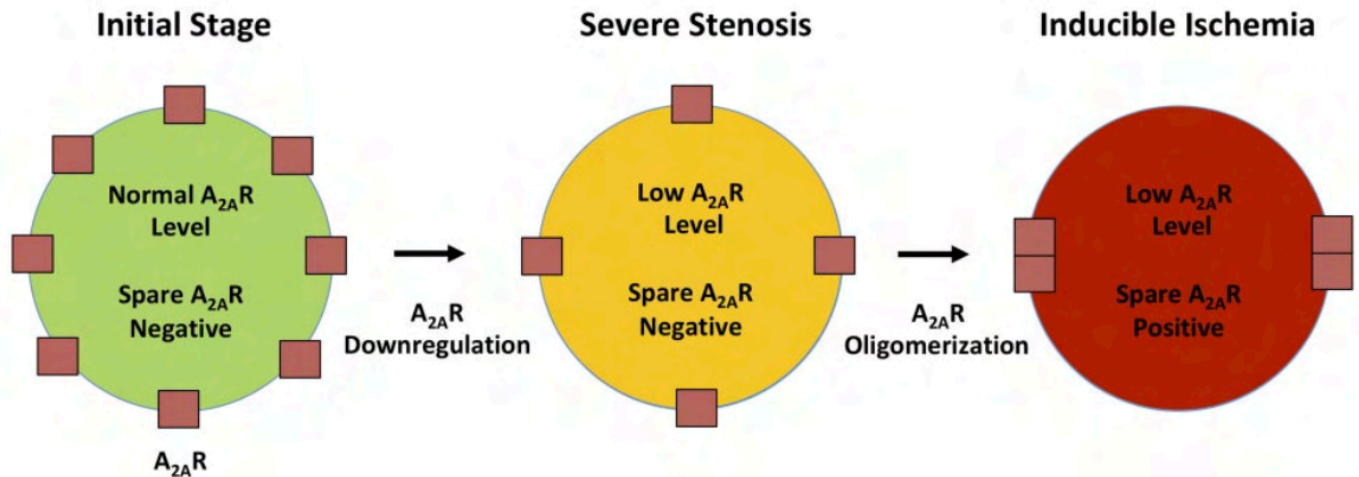 Initial Stage
Severe Stenosis
Inducible Ischemia
Normal A₂ₐR
Level
Spare A₂ₐR
Negative
A₂ₐR
A₂ₐR
Downregulation
Low A₂ₐR
Level
Spare A₂ₐR
Negative
A₂ₐR
Oligomerization
Low A₂ₐR
Level
Spare A₂ₐR
Positive